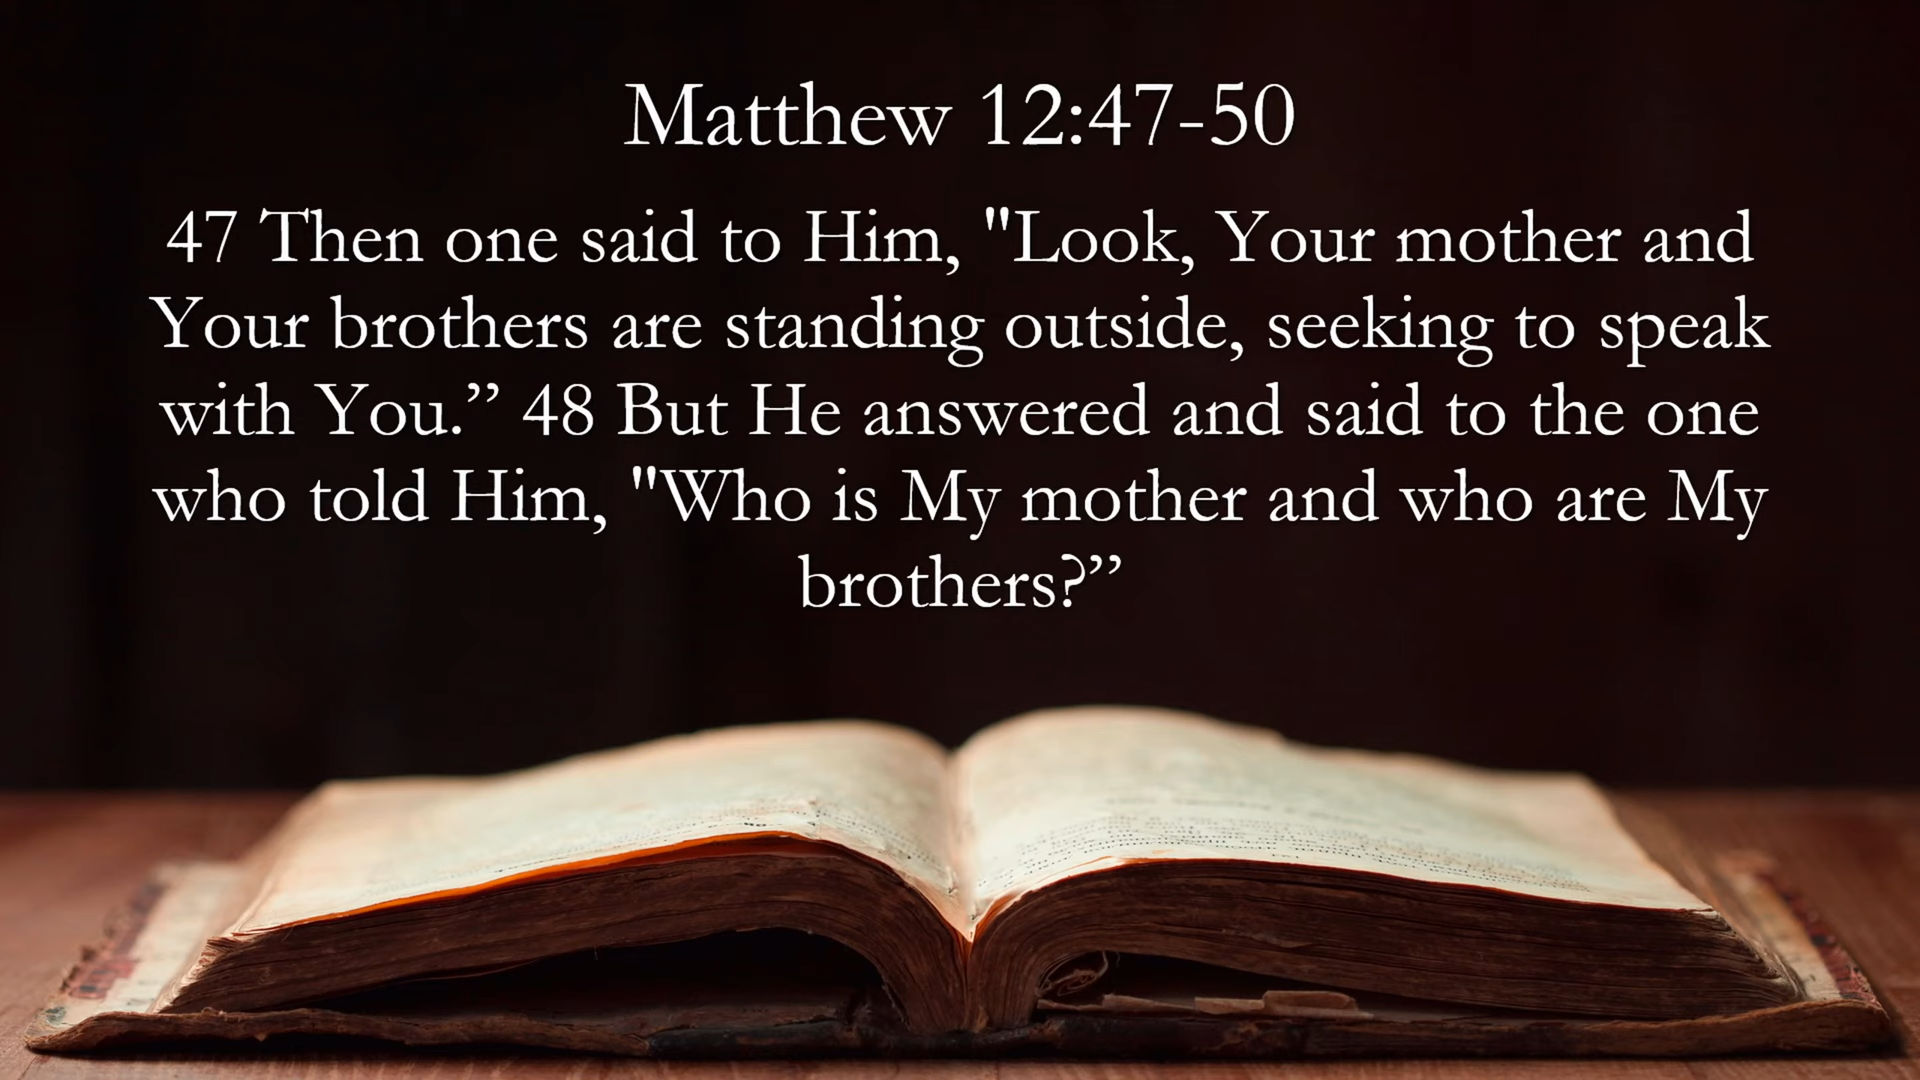 Matthew 12:47-50
47 Then one said to Him, "Look, Your mother and
Your brothers are standing outside, seeking to speak
with You.” 48 But He answered and said to the one
who told Him, "Who is My mother and who are My
brothers?”